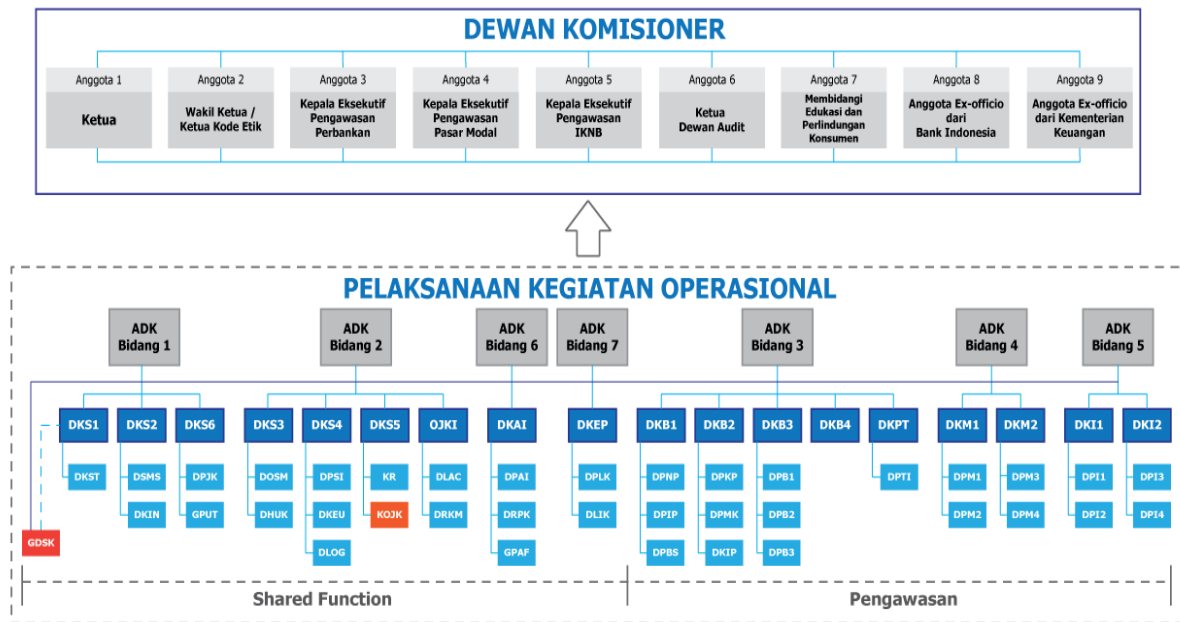 DEWAN KOMISIONER
Anggota 1
Ketua
Anggota 2
Wakil Ketua /
Ketua Kode Etik
Anggota 3
Kepala Eksekutif
Pengawasan
Perbankan
Anggota 4
Kepala Eksekutif
Pengawasan
Pasar Modal
Anggota 5
Kepala Eksekutif
Pengawasan
IKNB
Anggota 6
Ketua
Dewan Audit
Anggota 7
Membidangi
Edukasi dan
Perlindungan
Konsumen
Anggota 8
Anggota Ex-officio
dari
Bank Indonesia
Anggota 9
Anggota Ex-officio
dari Kementerian
Keuangan
PELAKSANAAN KEGIATAN OPERASIONAL
ADK
Bidang 1
ADK
Bidang 2
ADK
Bidang 6
ADK
Bidang 7
ADK
Bidang 3
ADK
Bidang 4
ADK
Bidang 5
DKS1
DKS2
DKS6
DKS3
DKS4
DKS5
OJKI
DKAI
DKEP
DKB1
DKB2
DKB3
DKB4
DKPT
DKM1
DKM2
DKI1
DKI2
DKST
DSMS
DPJK
DOSM
DPSI
KR
DLAC
DPAI
DPLK
DPNP
DPKP
DPB1
DPTI
DPM1
DPM3
DPI1
DPI3
DKIN
GPUT
DHUK
DKEU
KOJK
DRKM
DRPK
DLIK
DPIP
DPMK
DPB2
DPM2
DPM4
DPI2
DPI4
GDSK
DLOG
GPAF
DPBS
DKIP
DPB3
Shared Function
Pengawasan